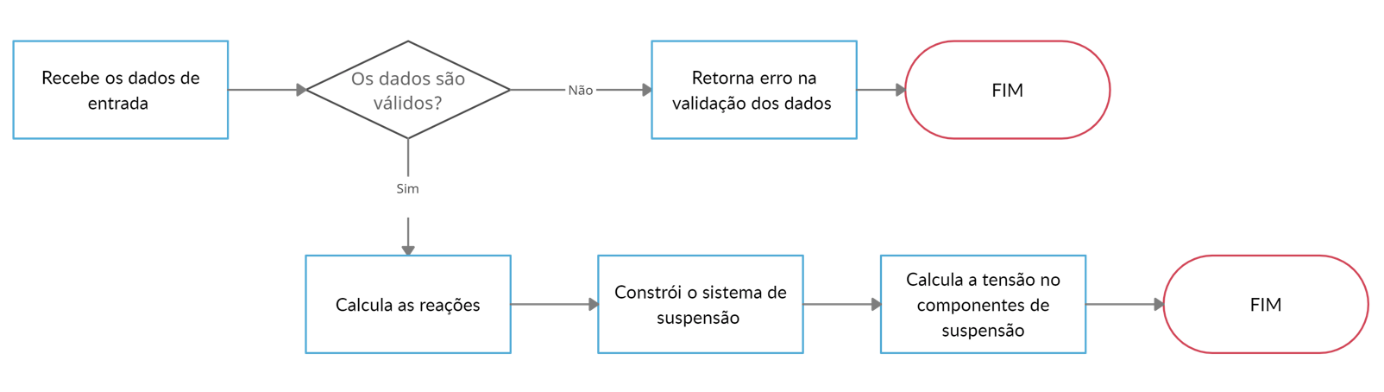 Recebe os dados de
entrada
Os dados são
válidos?
Não
Retorna erro na
validação dos dados
FIM
Sim
Calcula as reações
Constrói o sistema de
suspensão
Calcula a tensão no
componentes de
suspensão
FIM